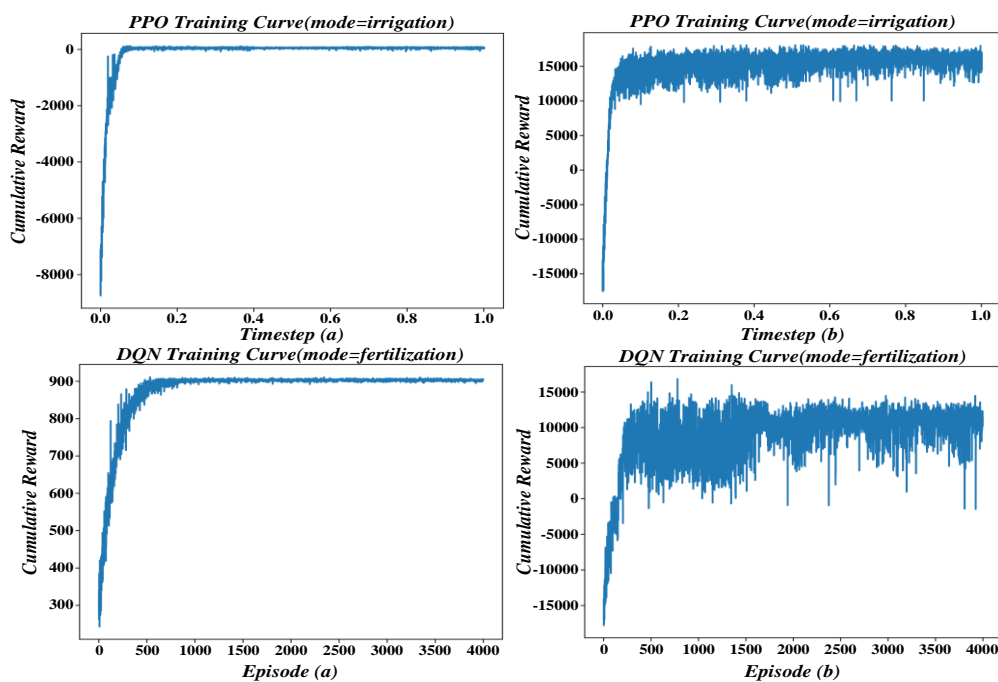 PPO Training Curve(mode=irrigation)
Cumulative Reward
0
-2000
-4000
-6000
-8000
0.0 0.2 0.4 0.6 0.8 1.0
Timestep (a)
PPO Training Curve(mode=irrigation)
Cumulative Reward
15000
10000
5000
0
-5000
-10000
-15000
0.0 0.2 0.4 0.6 0.8 1.0
Timestep (b)
DQN Training Curve(mode=fertilization)
Cumulative Reward
900
800
700
600
500
400
300
0 500 1000 1500 2000 2500 3000 3500 4000
Episode (a)
DQN Training Curve(mode=fertilization)
Cumulative Reward
15000
10000
5000
0
-5000
-10000
-15000
0 500 1000 1500 2000 2500 3000 3500 4000
Episode (b)